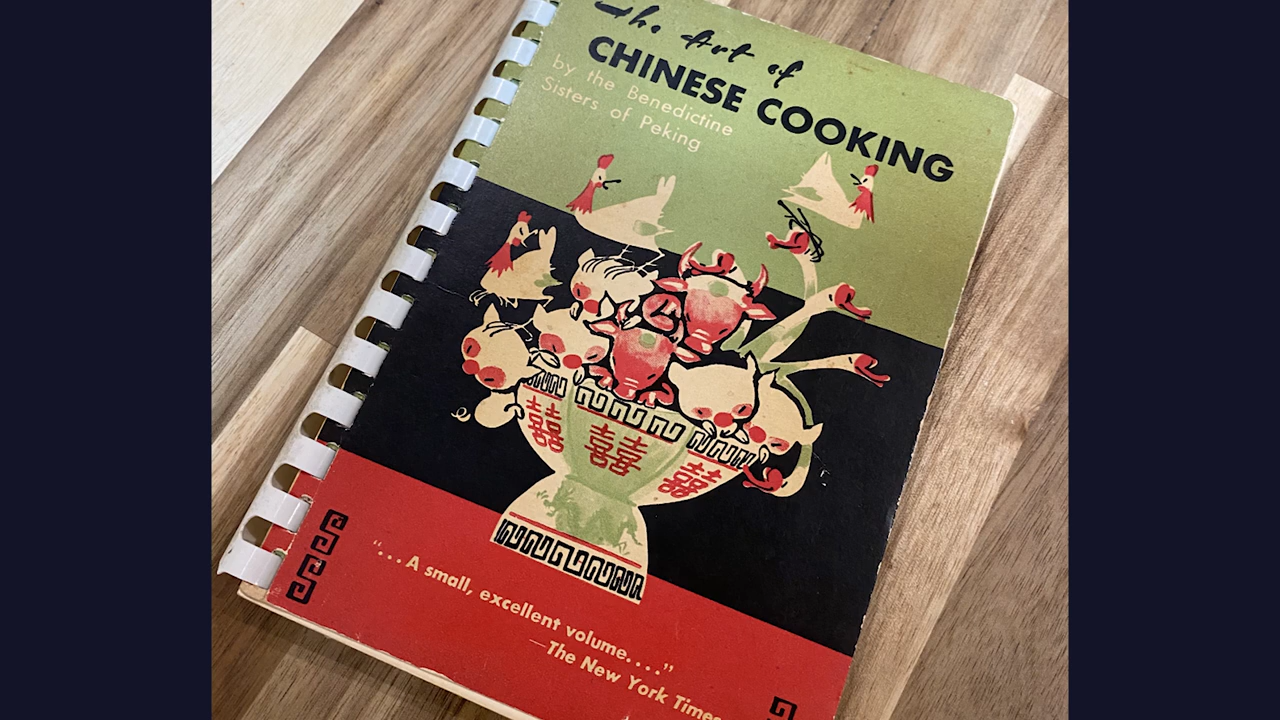 The Art of
CHINESE COOKING
by the Benedictine
Sisters of Peking
囍 囍 囍
“...A small, excellent volume....”
—The New York Times